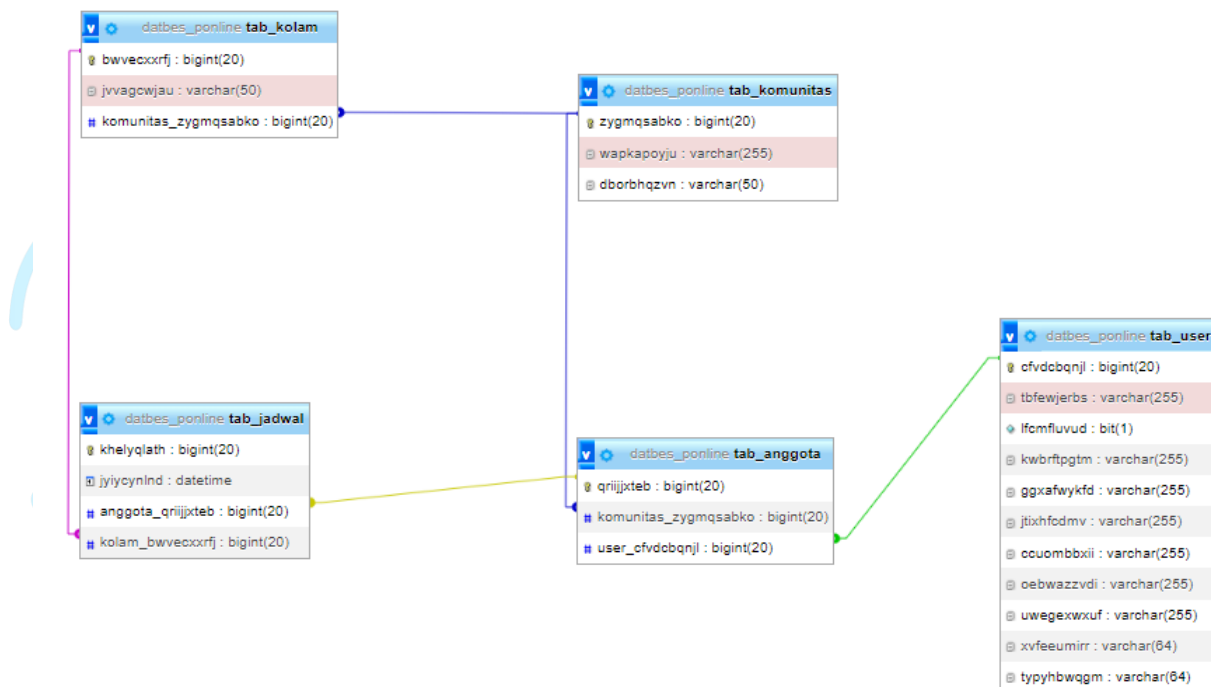 datbes_ponline tab_kolam
bwvecxxrfj : bigint(20)
jvvagcwjau : varchar(50)
# komunitas_zygmqsabko : bigint(20)
datbes_ponline tab_komunitas
zygmqsabko : bigint(20)
wapkapoyju : varchar(255)
dborbhqzvn : varchar(50)
datbes_ponline tab_user
cfvdcbqnjl : bigint(20)
tbfewjerbs : varchar(255)
lfcmfluvud : bit(1)
kwbrftpgtm : varchar(255)
ggxafwykfd : varchar(255)
jtixhfcdmv : varchar(255)
ccuombbxii : varchar(255)
oebwazzvdi : varchar(255)
uwegexwxuf : varchar(255)
xvfeeumirr : varchar(64)
typyhbwqgm : varchar(64)
datbes_ponline tab_jadwal
khelyqlath : bigint(20)
jyiycynlnd : datetime
# anggota_qriijjxteb : bigint(20)
# kolam_bwvecxxrfj : bigint(20)
datbes_ponline tab_anggota
qriijjxteb : bigint(20)
# komunitas_zygmqsabko : bigint(20)
# user_cfvdcbqnjl : bigint(20)